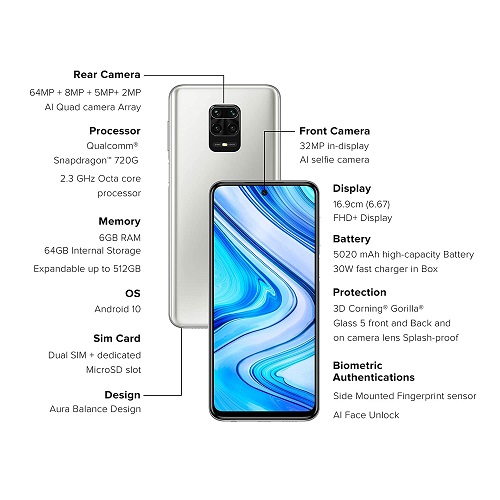 Rear Camera
64MP + 8MP + 5MP+ 2MP
AI Quad camera Array
Processor
Qualcomm®
Snapdragon™ 720G
2.3 GHz Octa core
processor
Memory
6GB RAM
64GB Internal Storage
Expandable up to 512GB
OS
Android 10
Sim Card
Dual SIM + dedicated
MicroSD slot
Design
Aura Balance Design
Front Camera
32MP in-display
AI selfie camera
Display
16.9cm (6.67)
FHD+ Display
Battery
5020 mAh high-capacity Battery
30W fast charger in Box
Protection
3D Corning® Gorilla®
Glass 5 front and Back and
on camera lens Splash-proof
Biometric
Authentications
Side Mounted Fingerprint sensor
AI Face Unlock